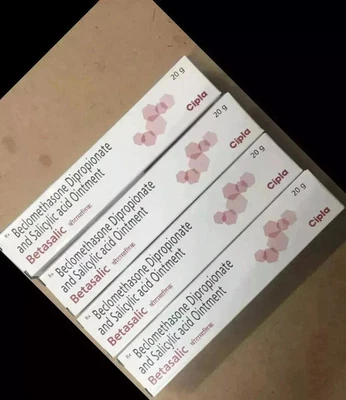 20 g
Cipla
Rx Beclomethasone Dipropionate
and Salicylic acid Ointment
Betasalic
20 g
Cipla
Rx Beclomethasone Dipropionate
and Salicylic acid Ointment
Betasalic
20 g
Cipla
Rx Beclomethasone Dipropionate
and Salicylic acid Ointment
Betasalic
20 g
Cipla
Rx Beclomethasone Dipropionate
and Salicylic acid Ointment
Betasalic